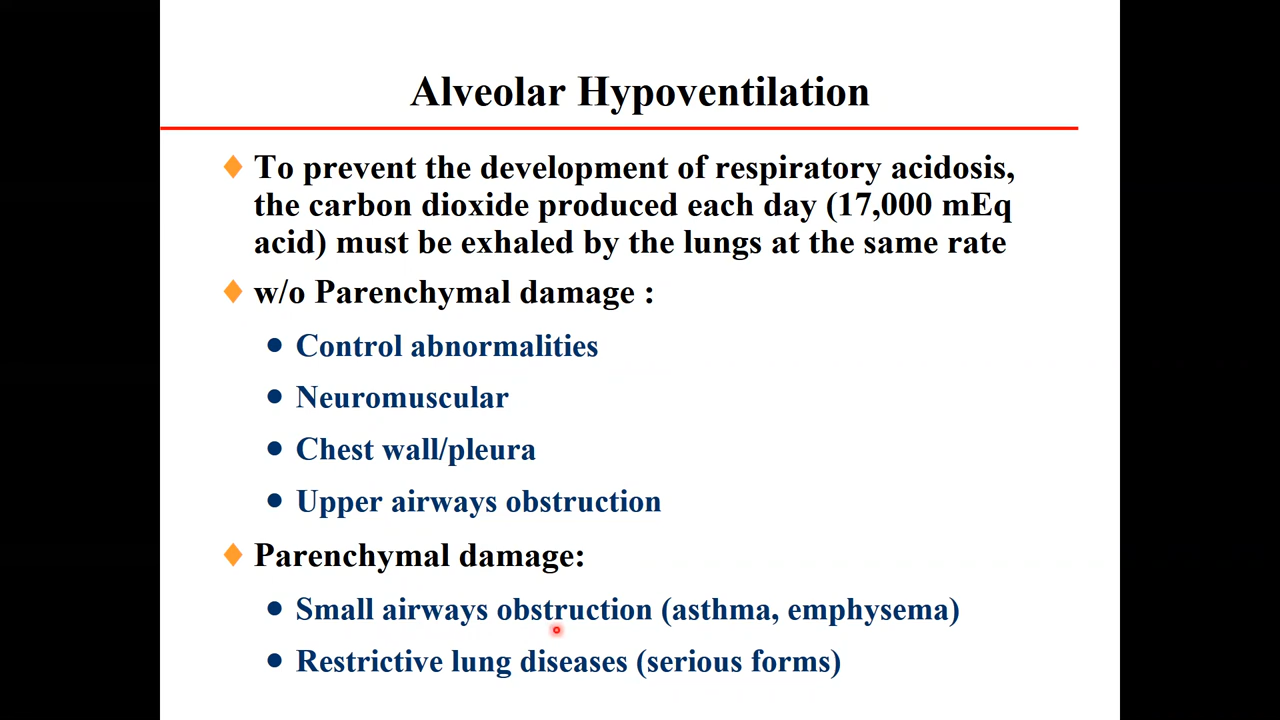 Alveolar Hypoventilation
To prevent the development of respiratory acidosis,
the carbon dioxide produced each day (17,000 mEq
acid) must be exhaled by the lungs at the same rate
w/o Parenchymal damage :
Control abnormalities
Neuromuscular
Chest wall/pleura
Upper airways obstruction
Parenchymal damage:
Small airways obstruction (asthma, emphysema)
Restrictive lung diseases (serious forms)